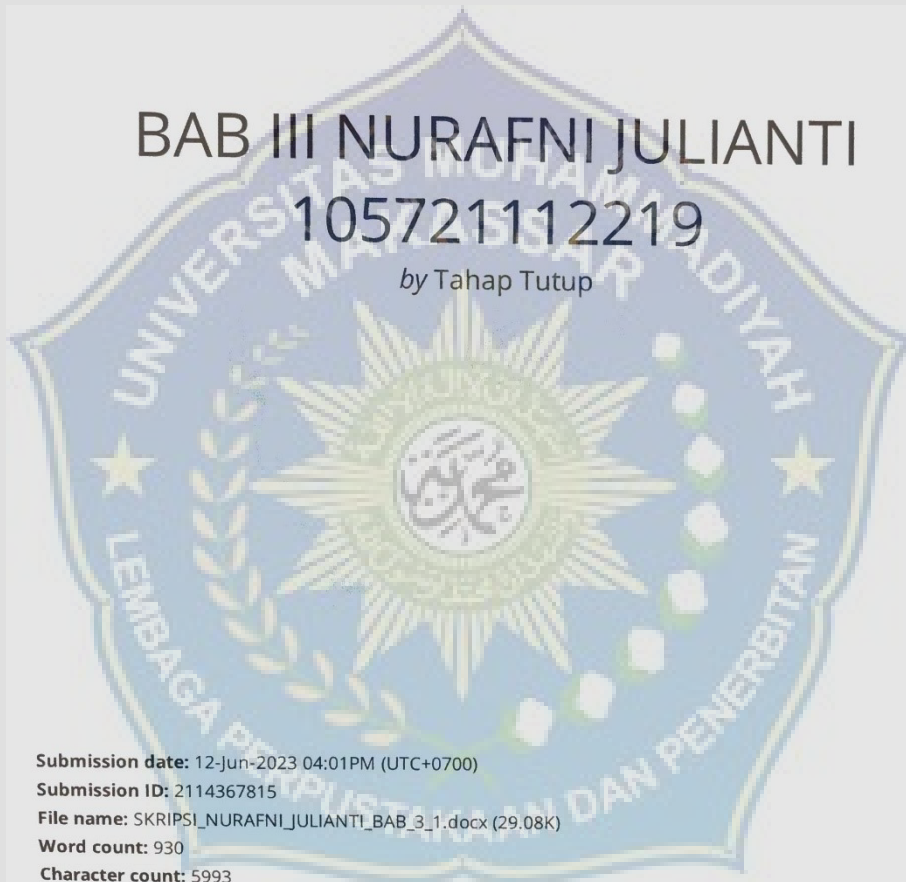 BAB III NURAFNI JULIANTI
105721112219
by Tahap Tutup
UNIVERSITAS MUHAMMADIYAH
MAKASSAR
LEMBAGA PERPUSTAKAAN DAN PENERBITAN
Submission date: 12-Jun-2023 04:01PM (UTC+0700)
Submission ID: 2114367815
File name: SKRIPSI_NURAFNI_JULIANTI_BAB_3_1.docx (29.08K)
Word count: 930
Character count: 5993